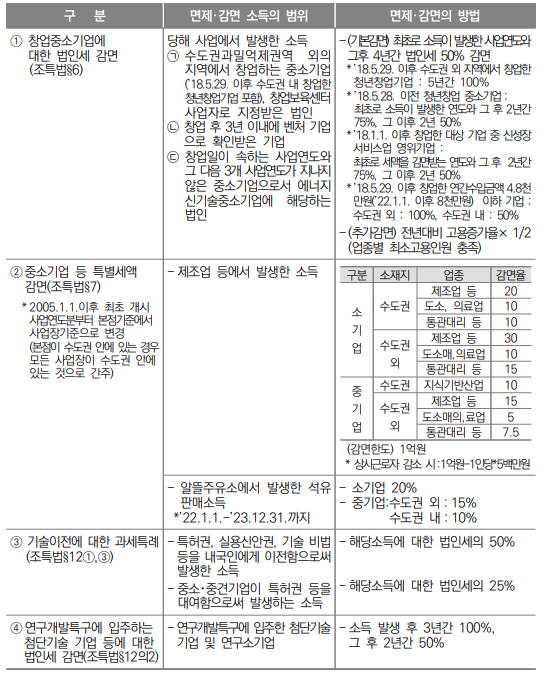 구 분
면제·감면 소득의 범위
면제·감면의 방법
① 창업중소기업에
대한 법인세 감면
(조특법§6)
당해 사업에서 발생한 소득
㉠ 수도권과밀억제권역 외의
지역에서 창업하는 중소기업
('18.5.29. 이후 수도권 내 창업한
청년창업기업 포함), 창업보육센터
사업자로 지정받은 법인
㉡ 창업 후 3년 이내에 벤처 기업
으로 확인받은 기업
㉢ 창업일이 속하는 사업연도와
그 다음 3개 사업연도가 지나지
않은 중소기업으로서 에너지
신기술중소기업에 해당하는
법인
– (기본감면) 최초로 소득이 발생한 사업연도와
그후 4년간 법인세 50% 감면
* '18.5.29. 이후 수도권 외 지역에서 창업한
청년창업기업 : 5년간 100%
* '18.5.28. 이전 청년창업 중소기업 :
최초로 소득이 발생한 연도와 그 후 2년간
75%, 그 이후 2년 50%
* '18.1.1. 이후 창업한 대상 기업 중 신성장
서비스업 영위기업 :
최초로 세액을 감면받는 연도와 그 후 2년간
75%, 그 이후 2년 50%
* '18.5.29. 이후 창업한 연간수입금액 4.8천
만원('22.1.1. 이후 8천만원) 이하 기업 :
수도권 외 : 100%, 수도권 내 : 50%
– (추가감면) 전년대비 고용증가율× 1/2
(업종별 최소고용인원 충족)
② 중소기업 등 특별세액
감면(조특법§7)
* 2005.1.1.이후 최초 개시
사업연도분부터 본점기준에서
사업장기준으로 변경
(본점이 수도권 안에 있는 경우
모든 사업장이 수도권 안에
있는 것으로 간주)
– 제조업 등에서 발생한 소득
구분 소재지 업종 감면율
소기업 수도권 제조업 등 20
도소, 의료업 10
통관대리 등 10
수도권 외 제조업 등 30
도소매,의료업 10
통관대리 등 15
중기업 수도권 지식기반산업 10
수도권 외 제조업 등 15
도소매의,료업 5
통관대리 등 7.5
(감면한도) 1억원
* 상시근로자 감소 시 :1억원-1인당*5백만원
– 알뜰주유소에서 발생한 석유
판매소득
*'22.1.1.-'23.12.31.까지
– 소기업 20%
– 중기업:수도권 외 : 15%
수도권 내 : 10%
③ 기술이전에 대한 과세특례
(조특법§12①,③)
– 특허권, 실용신안권, 기술 비법
등을 내국인에게 이전함으로써
발생한 소득
– 해당소득에 대한 법인세의 50%
– 중소·중견기업이 특허권 등을
대여함으로써 발생하는 소득
– 해당소득에 대한 법인세의 25%
④ 연구개발특구에 입주하는
첨단기술 기업 등에 대한
법인세 감면(조특법§12의2)
– 연구개발특구에 입주한 첨단기술
기업 및 연구소기업
– 소득 발생 후 3년간 100%,
그 후 2년간 50%